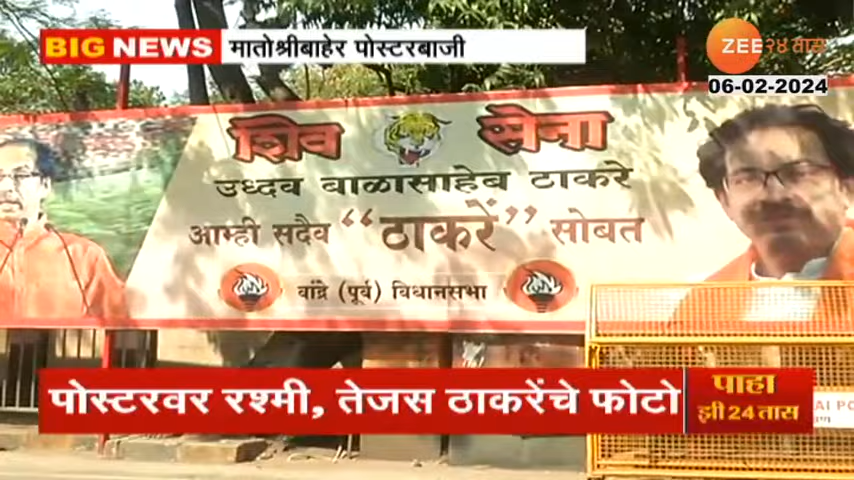 BIG NEWS
मातोश्रीबाहेर पोस्टरबाजी
ZEE २४ तास
06-02-2024
शिव सेना
उध्दव बाळासाहेब ठाकरे
आम्ही सदैव “ठाकरें” सोबत
वांद्रे (पूर्व) विधानसभा
पोस्टरवर रश्मी, तेजस ठाकरेंचे फोटो
पाहा
झी 24 तास